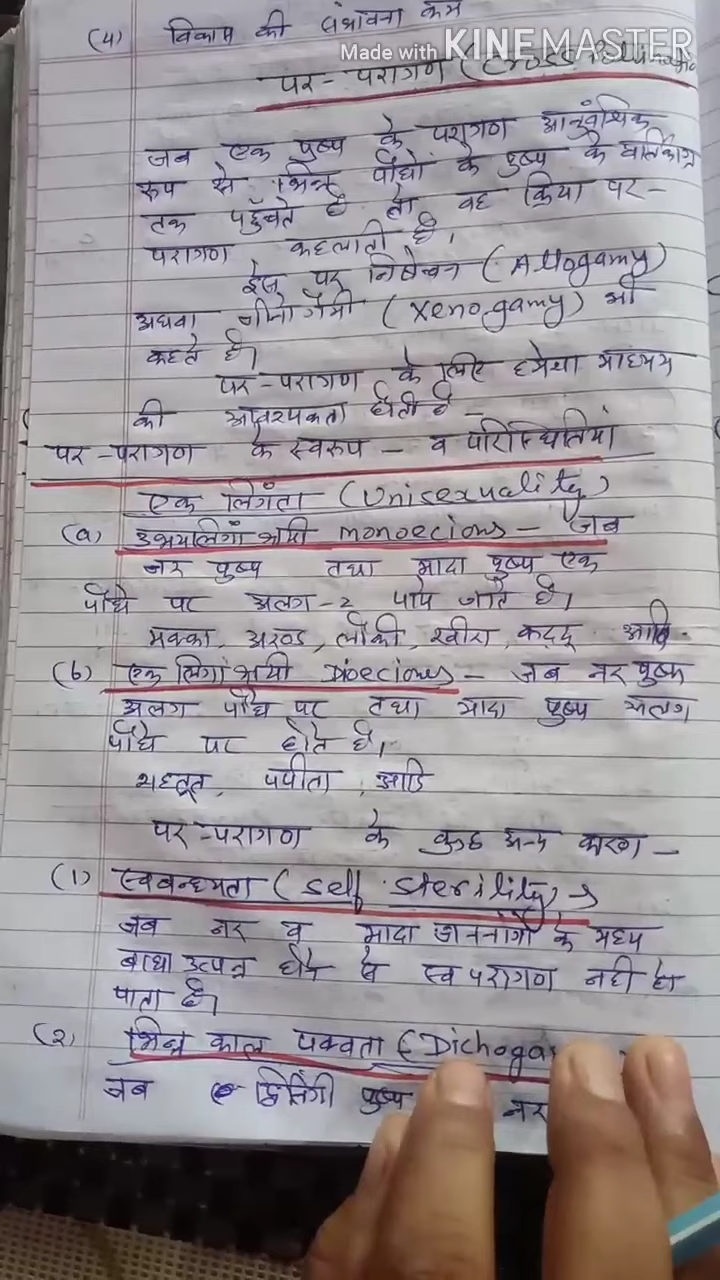 (4) विकास की संभावना कम
Made with KINEMASTER
पर-परागण (Cross
जब एक पुष्प के परागण आनुवंशिक
रूप से भिन्न पौधों के पुष्प के वर्तिकाग्र
तक पहुँचते है तो वह क्रिया पर-
परागण कहलाती है।
इसे पर निषेचन (Allogamy)
अथवा जीनोगैमी (Xenogamy) भी
कहते है।
पर-परागण के लिए हमेशा माध्यम
की आवश्यकता होती है -
पर-परागण के स्वरूप - व परिस्थितियां
एक लिगंता (Unisexuality)
(a) उभयलिगांश्रयी monoecious - जब
नर पुष्प तथा मादा पुष्प एक
पौधे पर अलग-2 पाये जाते है।
मक्का, अरण्ड, लौकी, खीरा, कद्दू आदि
(b) एक लिगांश्रयी Dioecious - जब नर पुष्प
अलग पौधे पर तथा मादा पुष्प अलग
पौधे पर होते है।
शहतूत, पपीता, आदि
पर-परागण के कुछ अन्य कारण -
(1) स्वबन्ध्यता (self sterility) →
जब नर व मादा जननांगो के मध्य
बाधा उत्पन्न होने से स्व परागण नही हो
पाता है।
(2) भिन्न काल पक्वता (Dichoga
जब द्विलिंगी पुष्प नर